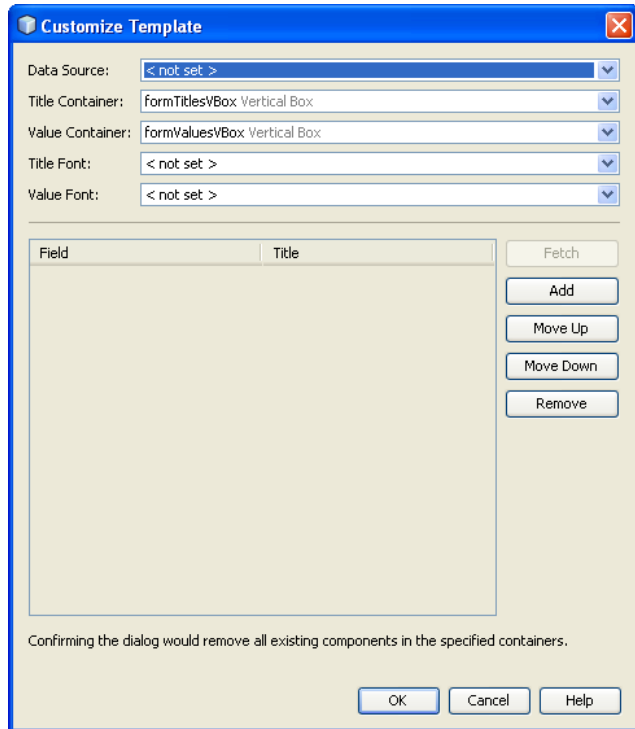 Customize Template
Data Source: < not set >
Title Container: formTitlesVBox Vertical Box
Value Container: formValuesVBox Vertical Box
Title Font: < not set >
Value Font: < not set >
Field Title
Fetch
Add
Move Up
Move Down
Remove
Confirming the dialog would remove all existing components in the specified containers.
OK Cancel Help